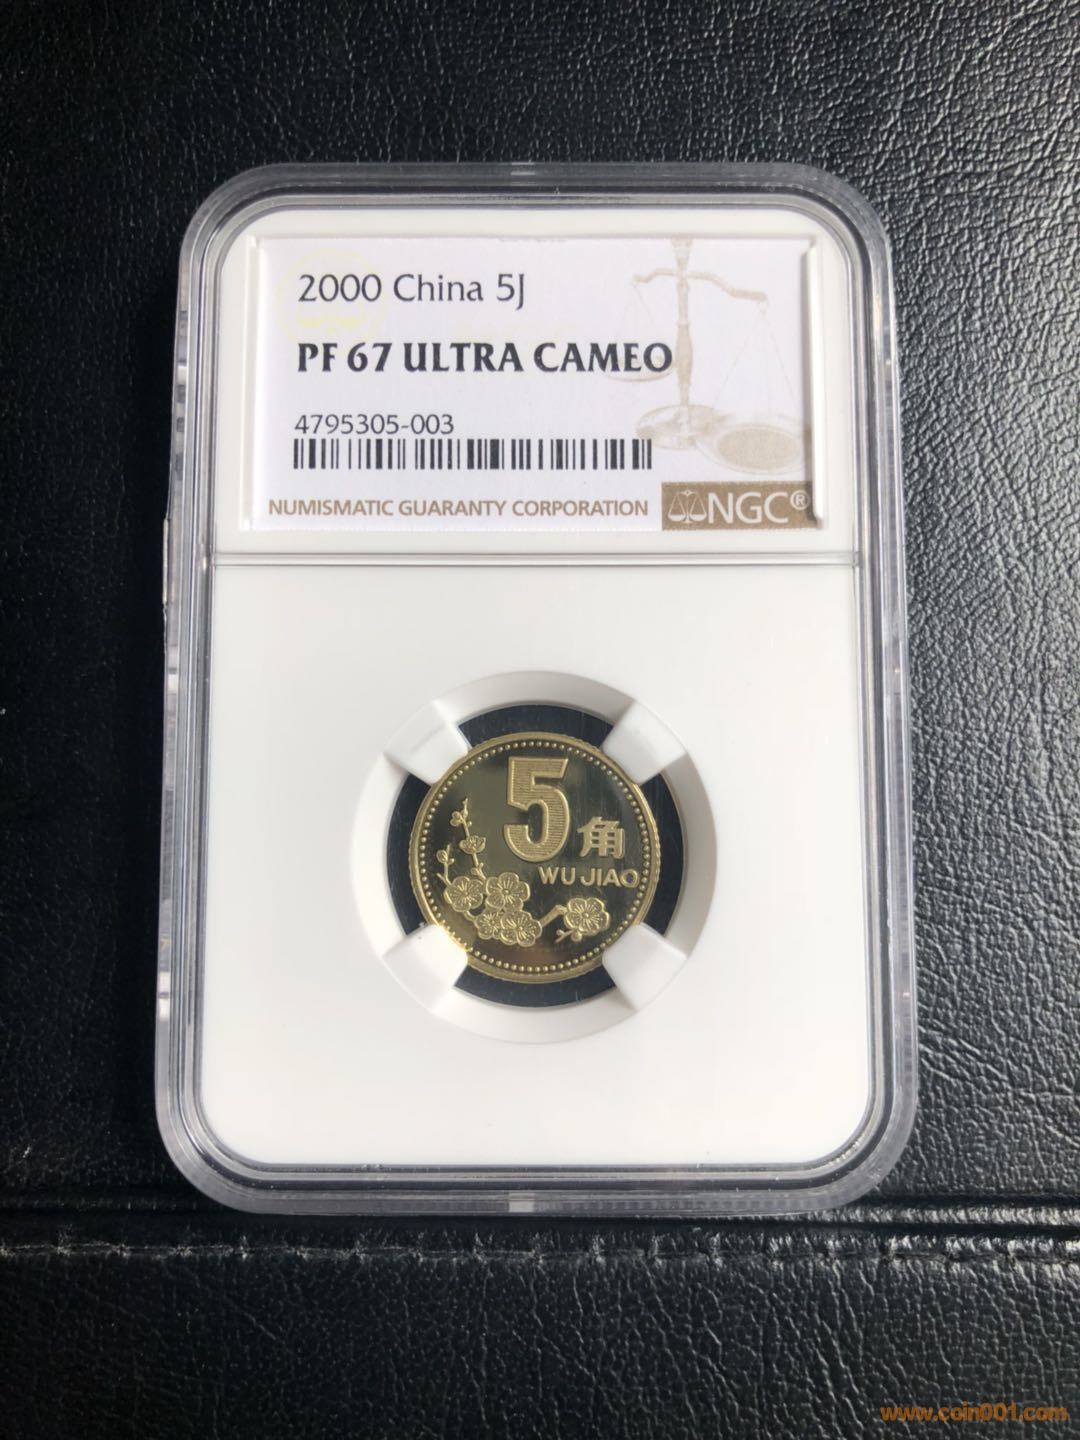 2000 China 5J
PF 67 ULTRA CAMEO
4795305-003
NUMISMATIC GUARANTY CORPORATION
NGC®
5角
WU JIAO
www.coin001.com